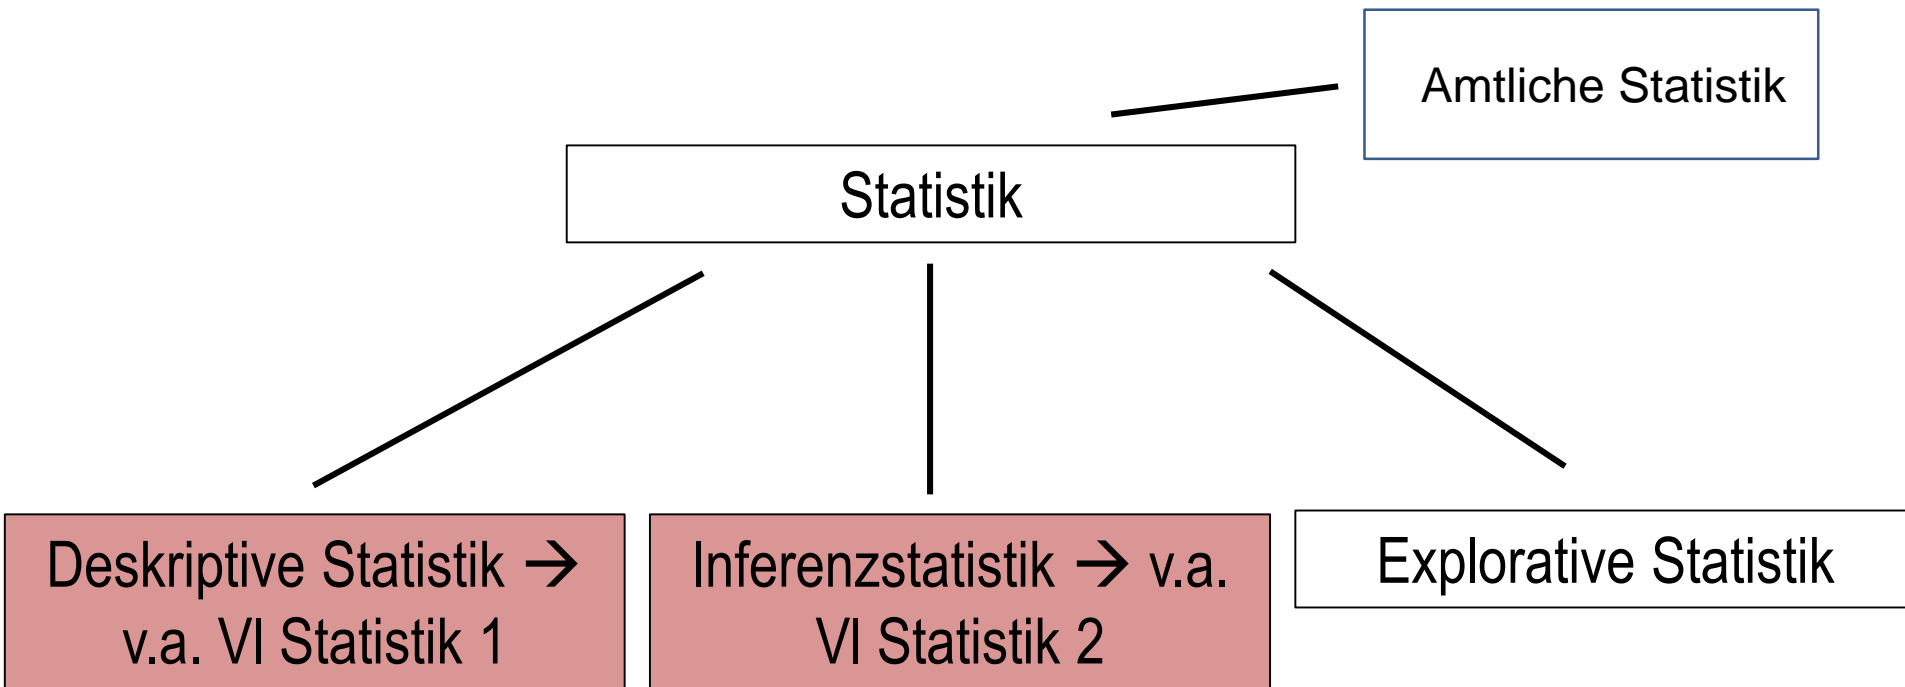 Amtliche Statistik
Statistik
Deskriptive Statistik →
v.a. VI Statistik 1
Inferenzstatistik → v.a.
VI Statistik 2
Explorative Statistik